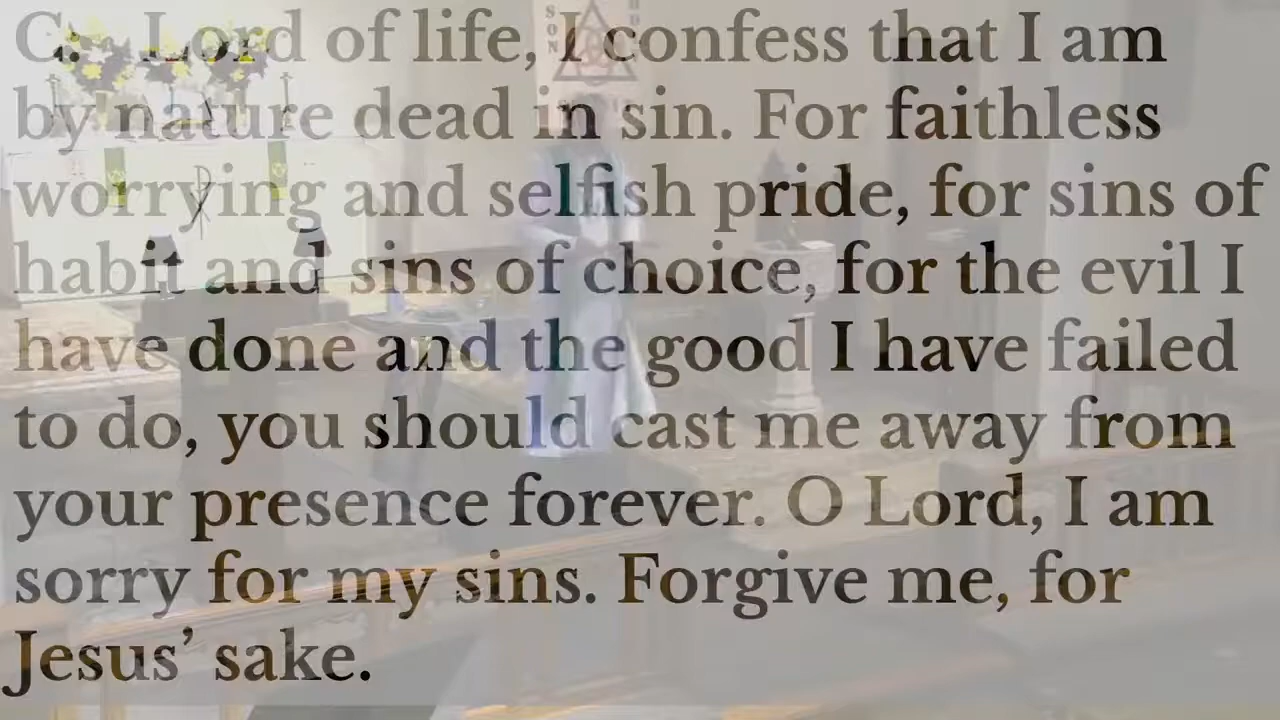 C: Lord of life, I confess that I am
by nature dead in sin. For faithless
worrying and selfish pride, for sins of
habit and sins of choice, for the evil I
have done and the good I have failed
to do, you should cast me away from
your presence forever. O Lord, I am
sorry for my sins. Forgive me, for
Jesus’ sake.
SON